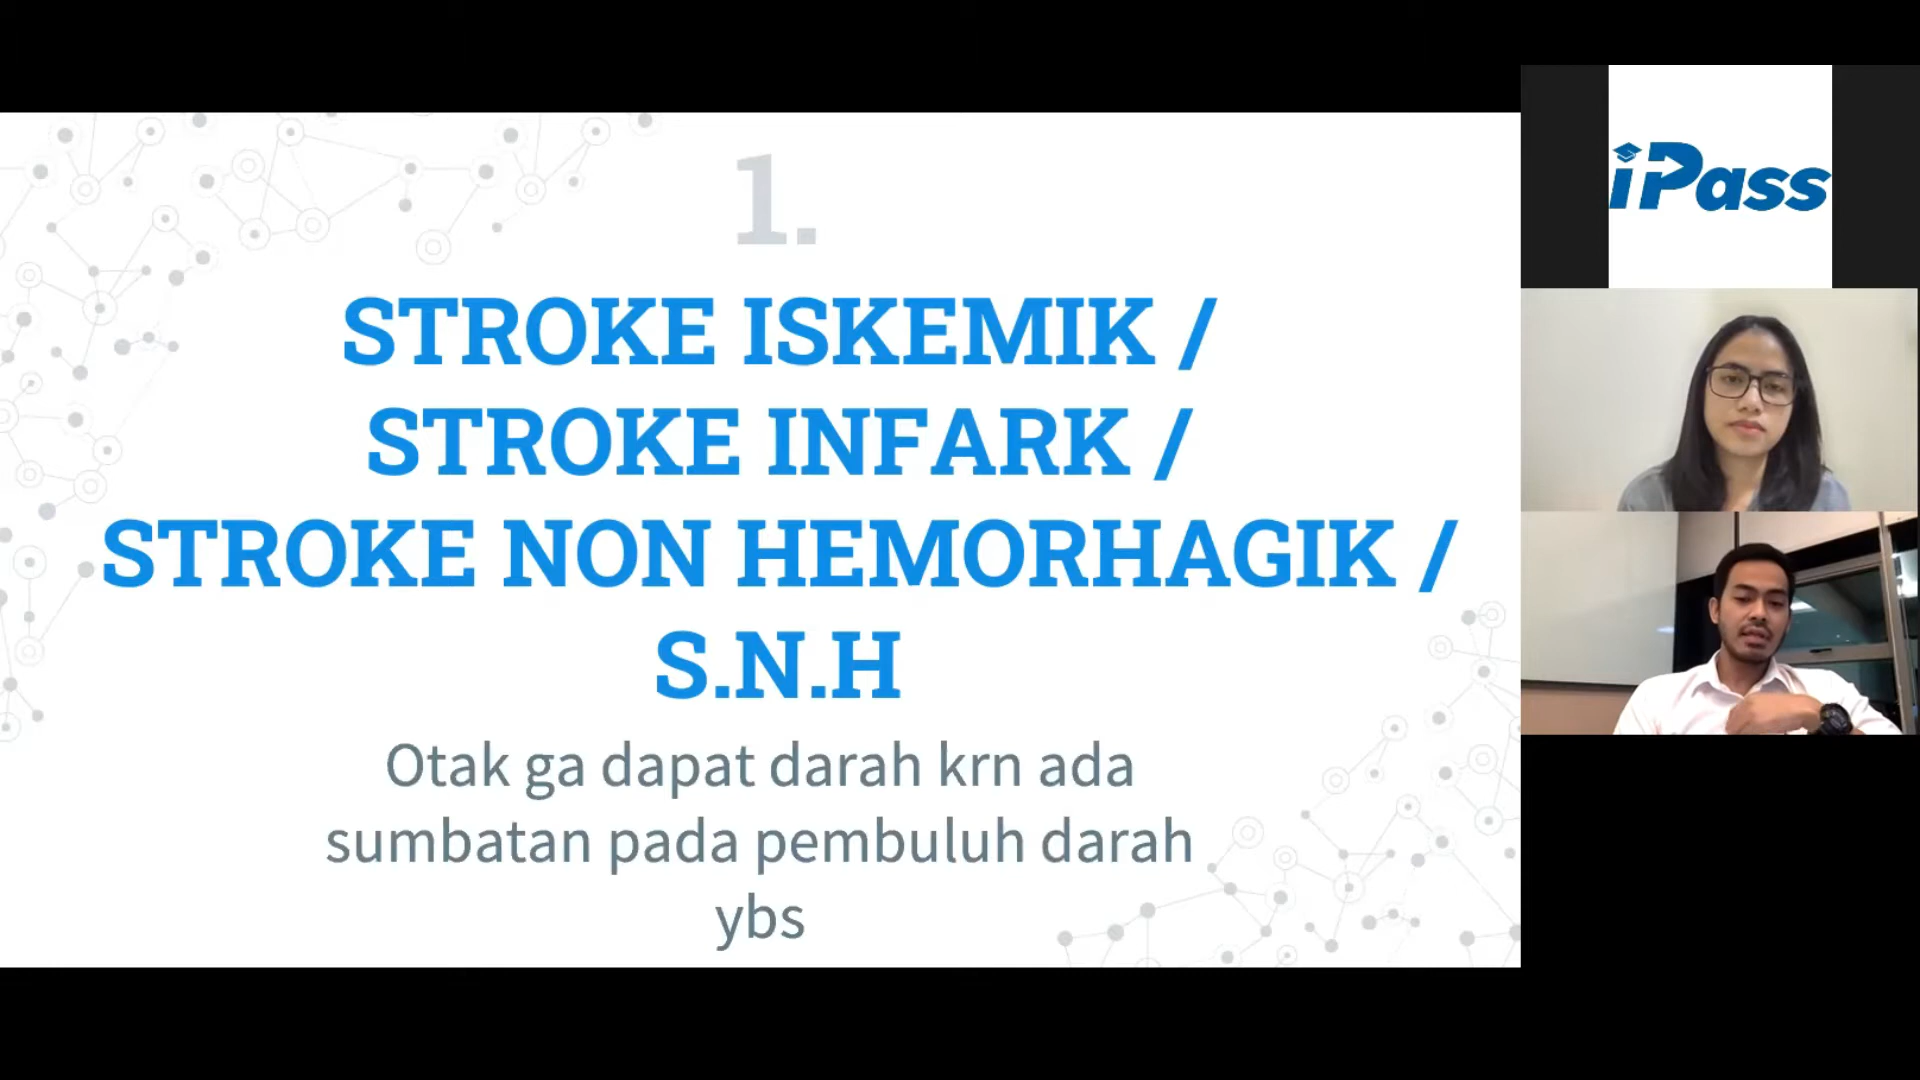 1.
STROKE ISKEMIK /
STROKE INFARK /
STROKE NON HEMORHAGIK /
S.N.H
Otak ga dapat darah krn ada
sumbatan pada pembuluh darah
ybs
iPass